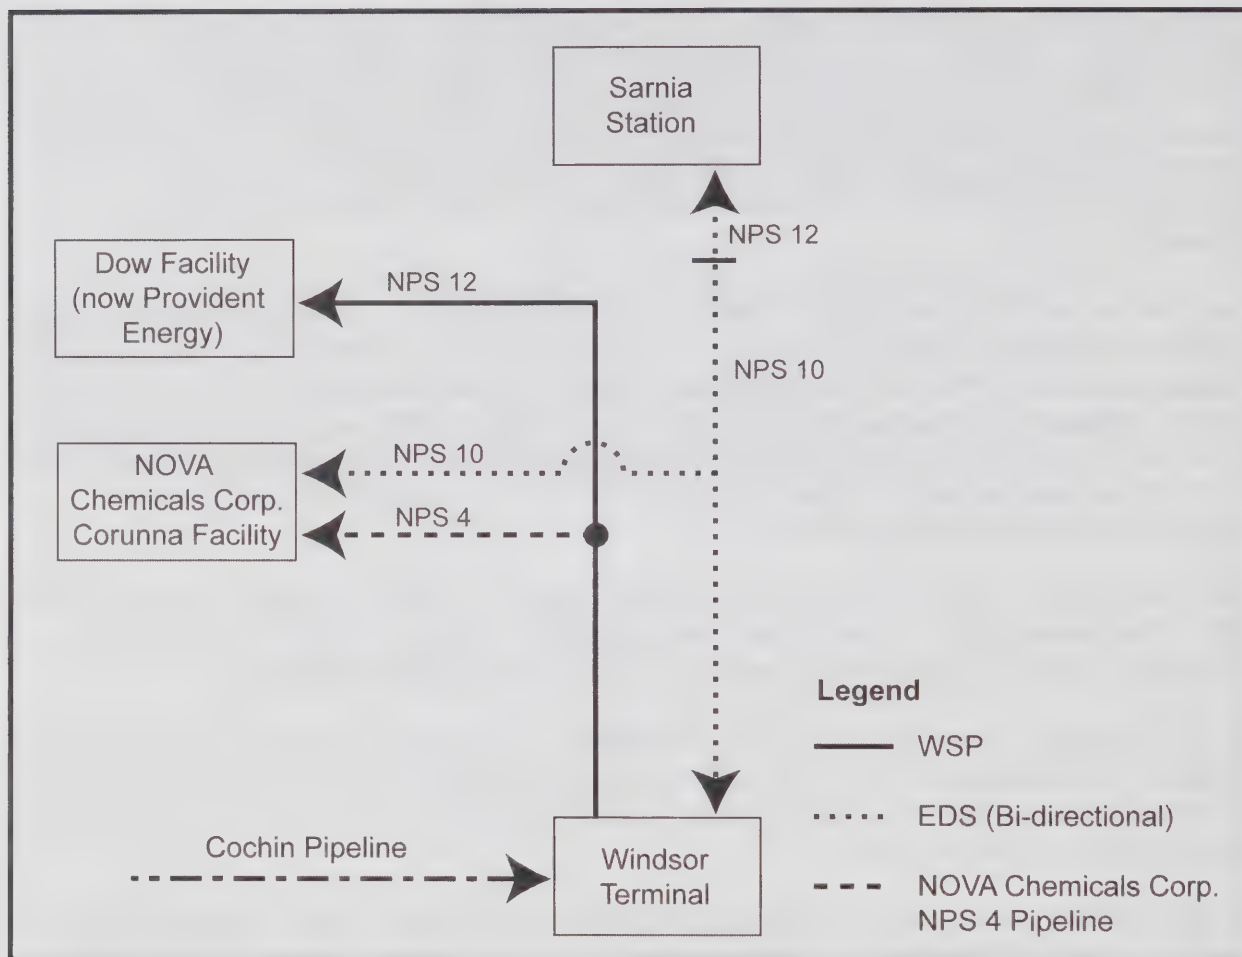 Sarnia
Station
NPS 12
Dow Facility
(now Provident
Energy)
NPS 12
NPS 10
NOVA
Chemicals Corp.
Corunna Facility
NPS 10
NPS 4
Legend
WSP
EDS (Bi-directional)
NOVA Chemicals Corp.
NPS 4 Pipeline
Cochin Pipeline
Windsor
Terminal